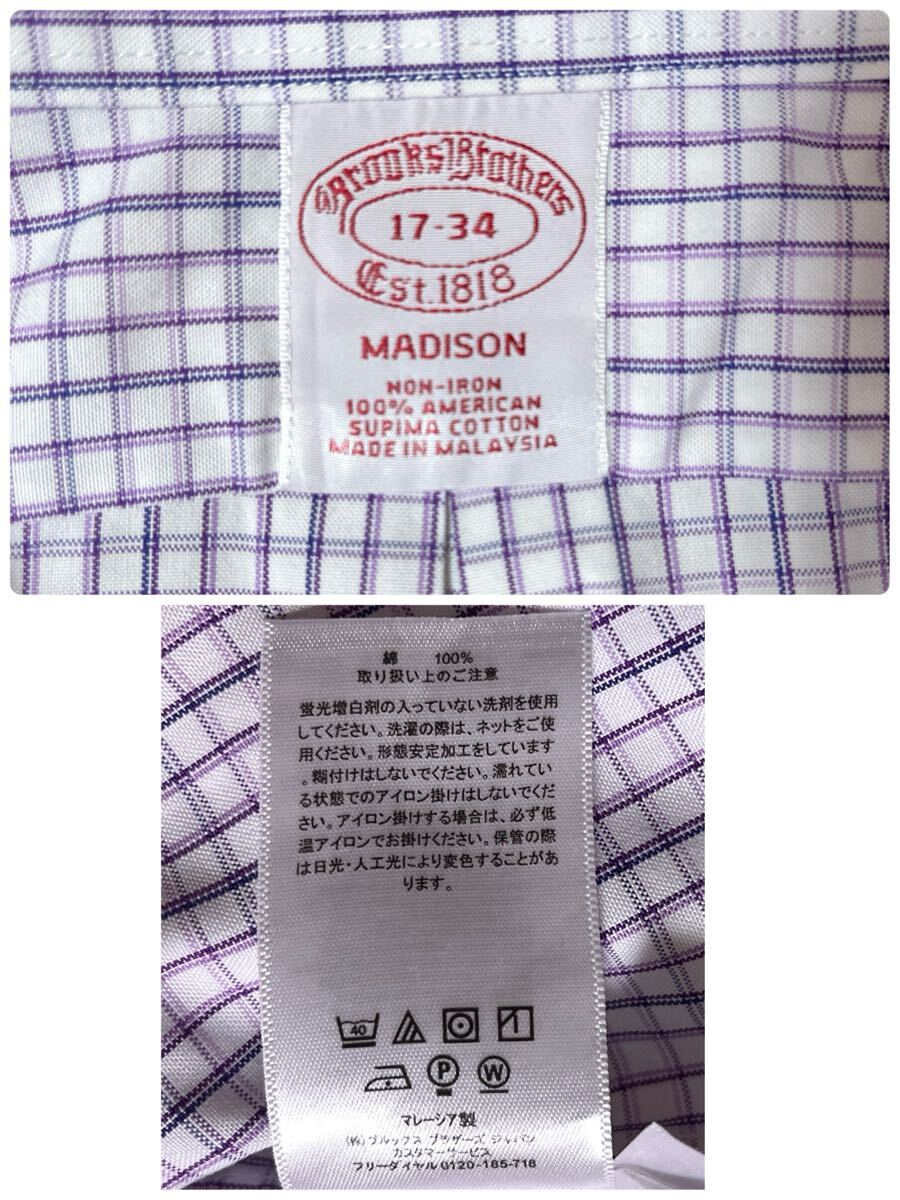 Brooks Brothers
17-34
Est.1818
MADISON
NON-IRON
100% AMERICAN
SUPIMA COTTON
MADE IN MALAYSIA
綿 100%
取り扱い上のご注意
蛍光増白剤の入っていない洗剤を使用
してください。洗濯の際は、ネットをご使
用ください。形態安定加工をしています
。糊付けはしないでください。濡れてい
る状態でのアイロン掛けはしないでくだ
さい。アイロン掛けする場合は、必ず低
温アイロンでお掛けください。保管の際
は日光・人工光により変色することがあ
ります。
40
P
W
マレーシア製
(株)ブルックス ブラザーズ ジャパン
カスタマーサービス
フリーダイヤル0120-185-718